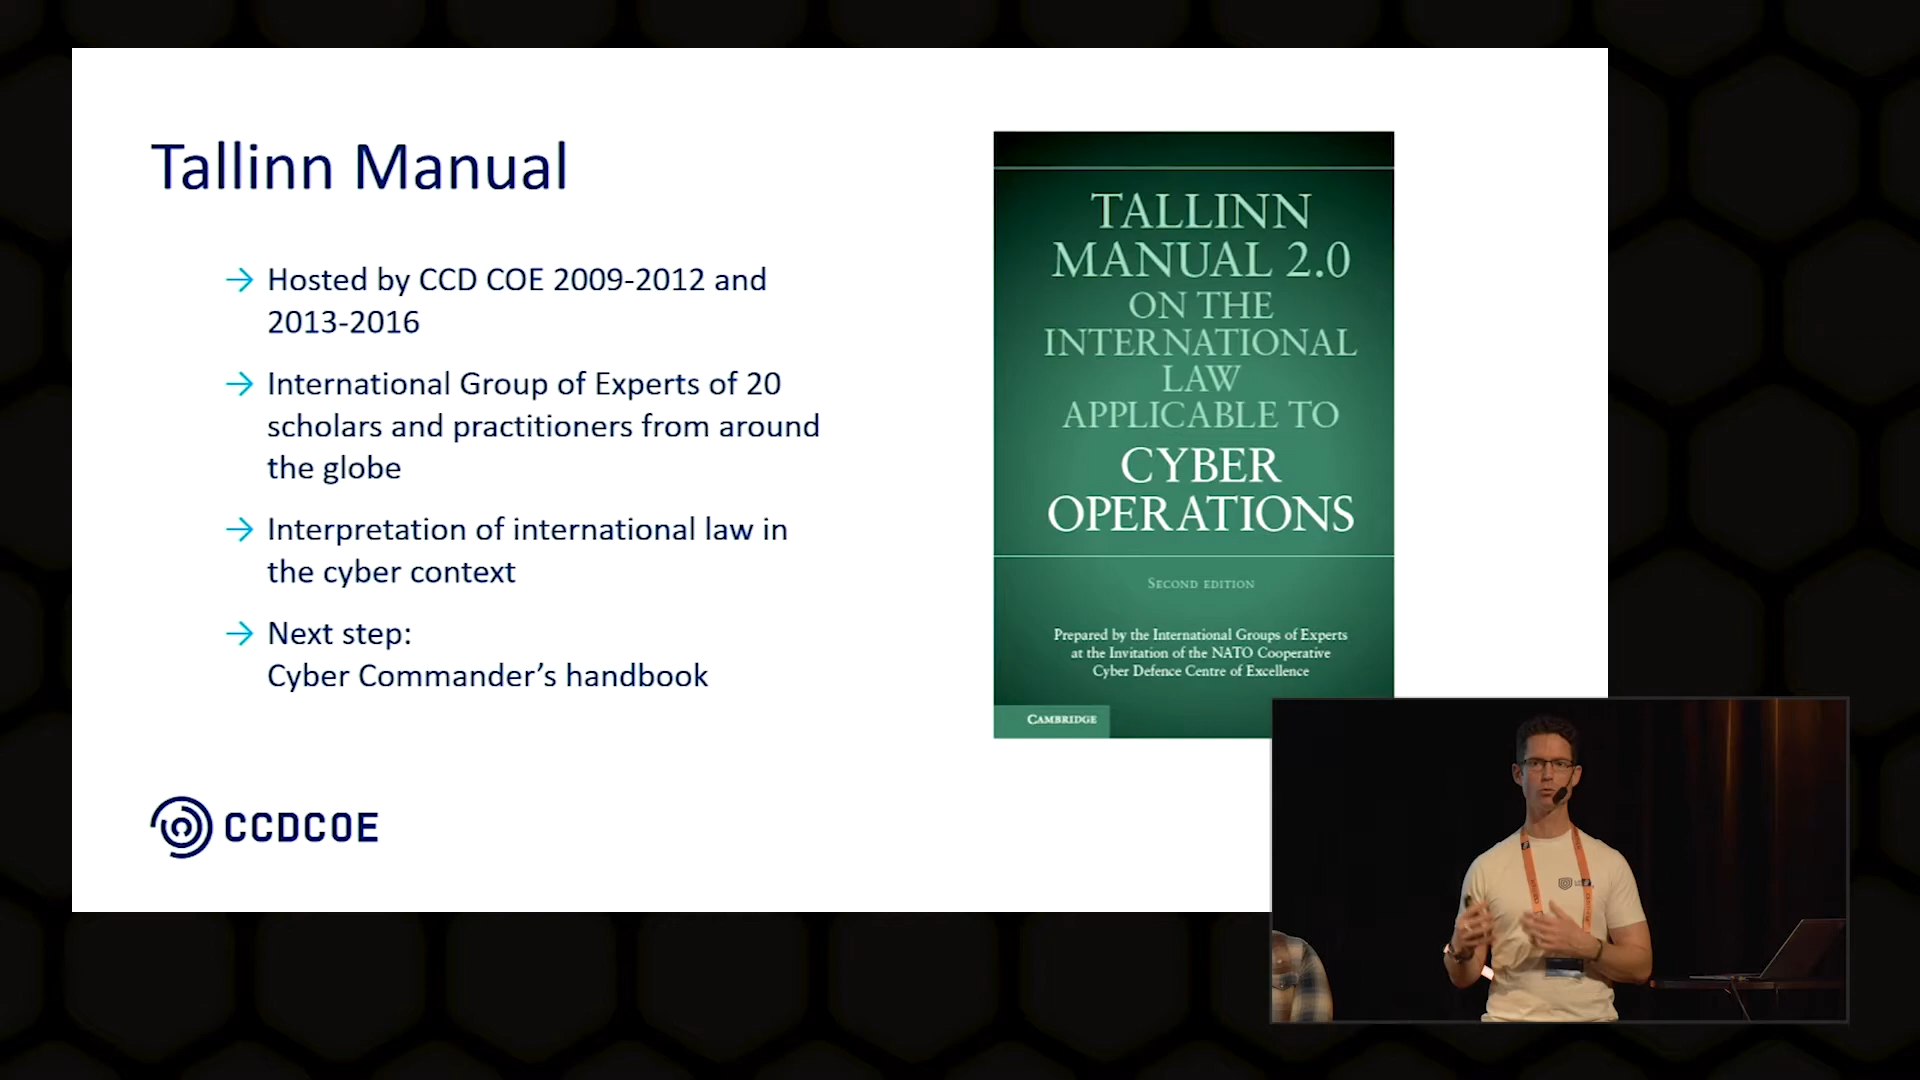 Tallinn Manual
→ Hosted by CCD COE 2009-2012 and
2013-2016
→ International Group of Experts of 20
scholars and practitioners from around
the globe
→ Interpretation of international law in
the cyber context
→ Next step:
Cyber Commander's handbook
CCDCOE
TALLINN
MANUAL 2.0
ON THE
INTERNATIONAL
LAW
APPLICABLE TO
CYBER
OPERATIONS
SECOND EDITION
Prepared by the International Groups of Experts
at the Invitation of the NATO Cooperative
Cyber Defence Centre of Excellence
CAMBRIDGE